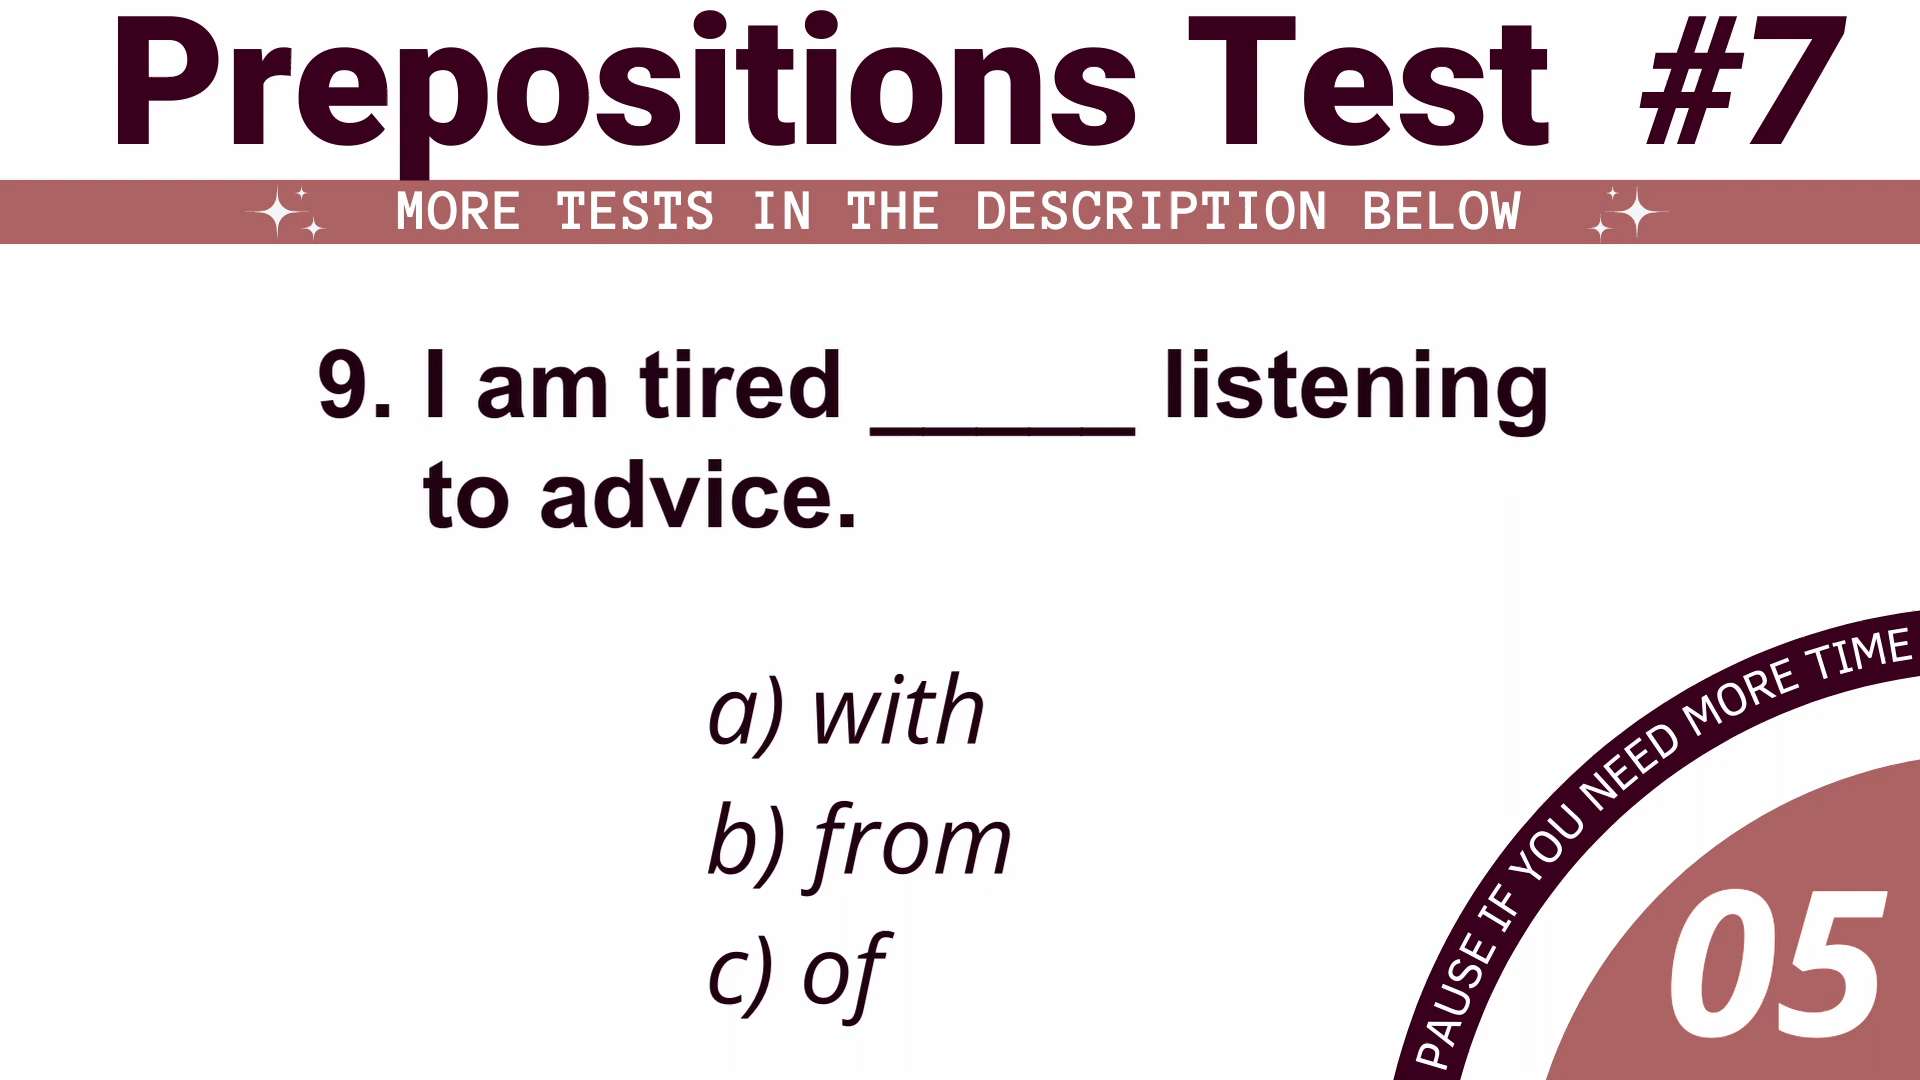 Prepositions Test #7
MORE TESTS IN THE DESCRIPTION BELOW
9. I am tired _____ listening
to advice.
a) with
b) from
c) of
PAUSE IF YOU NEED MORE TIME
05